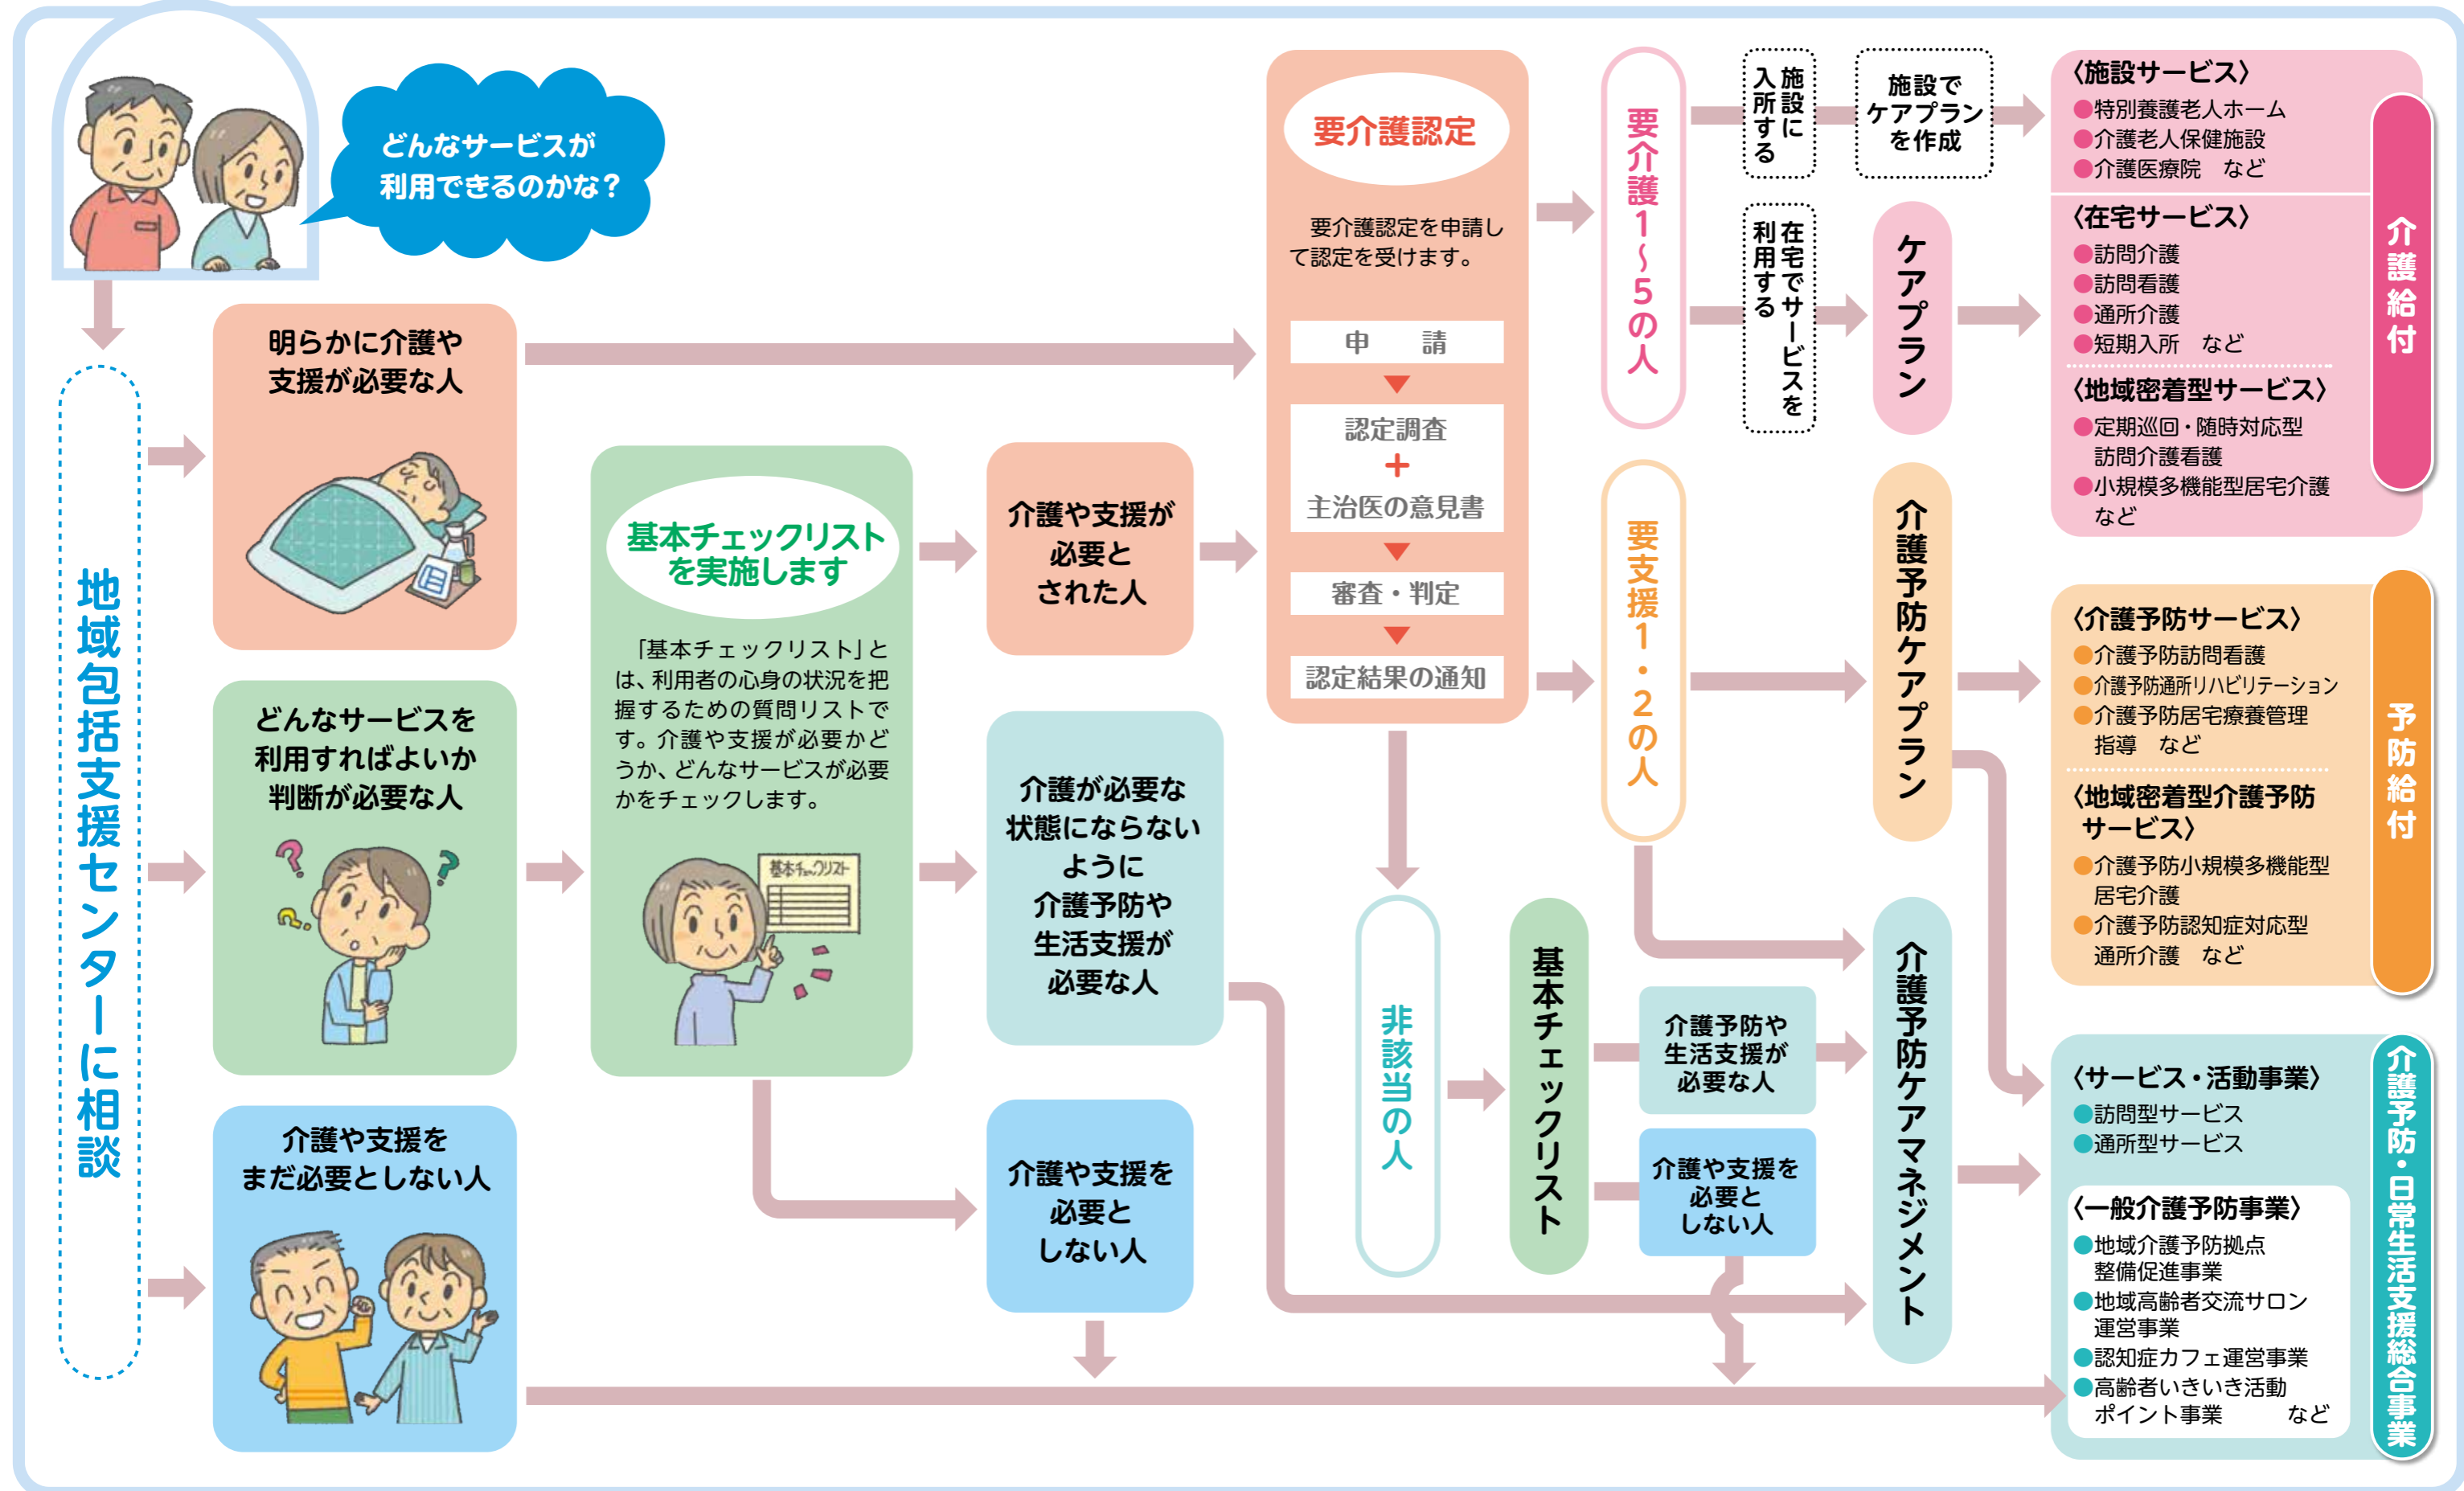 どんなサービスが
利用できるのかな?
地域包括支援センターに相談
明らかに介護や
支援が必要な人
どんなサービスを
利用すればよいか
判断が必要な人
介護や支援を
まだ必要としない人
基本チェックリスト
を実施します
「基本チェックリスト」と
は、利用者の心身の状況を把
握するための質問リストで
す。介護や支援が必要かど
うか、どんなサービスが必要
かをチェックします。
基本チェックリスト
介護や支援が
必要と
された人
介護が必要な
状態にならない
ように
介護予防や
生活支援が
必要な人
介護や支援を
必要と
しない人
要介護認定
要介護認定を申請し
て認定を受けます。
申 請
認定調査
+
主治医の意見書
審査・判定
認定結果の通知
要介護1〜5の人
施設に
入所する
施設で
ケアプラン
を作成
在宅でサービスを
利用する
ケアプラン
要支援1・2の人
介護予防ケアプラン
非該当の人
基本チェックリスト
介護予防や
生活支援が
必要な人
介護や支援を
必要と
しない人
介護予防ケアマネジメント
〈施設サービス〉
●特別養護老人ホーム
●介護老人保健施設
●介護医療院 など
〈在宅サービス〉
●訪問介護
●訪問看護
●通所介護
●短期入所 など
〈地域密着型サービス〉
●定期巡回・随時対応型
訪問介護看護
●小規模多機能型居宅介護
など
介護給付
〈介護予防サービス〉
●介護予防訪問看護
●介護予防通所リハビリテーション
●介護予防居宅療養管理
指導 など
〈地域密着型介護予防
サービス〉
●介護予防小規模多機能型
居宅介護
●介護予防認知症対応型
通所介護 など
予防給付
〈サービス・活動事業〉
●訪問型サービス
●通所型サービス
〈一般介護予防事業〉
●地域介護予防拠点
整備促進事業
●地域高齢者交流サロン
運営事業
●認知症カフェ運営事業
●高齢者いきいき活動
ポイント事業 など
介護予防・日常生活支援総合事業